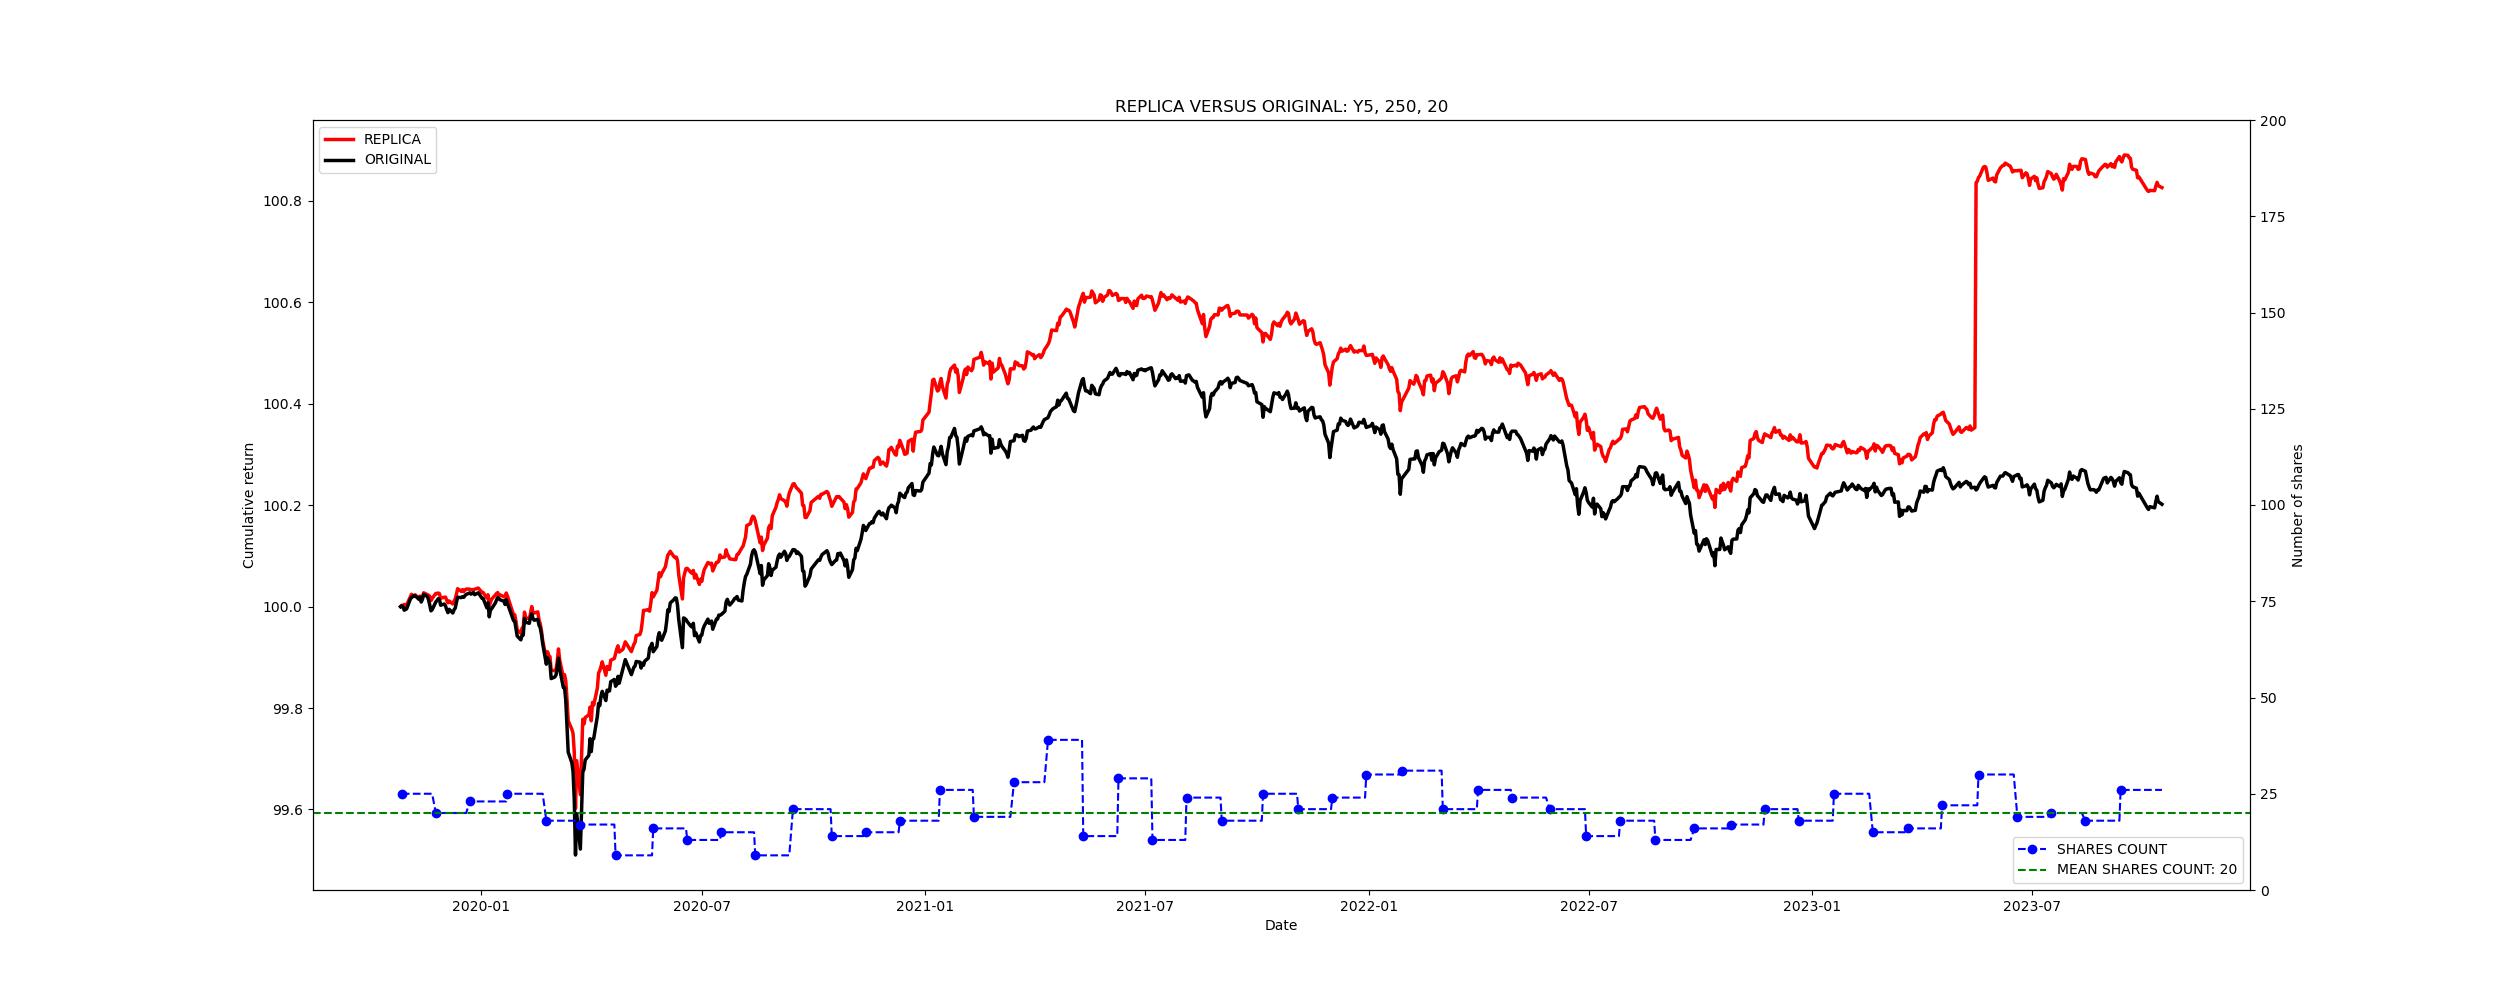 REPLICA VERSUS ORIGINAL: Y5, 250, 20
REPLICA
ORIGINAL
Cumulative return
100.8
100.6
100.4
100.2
100.0
99.8
99.6
200
175
150
125
100
75
50
25
0
Number of shares
SHARES COUNT
MEAN SHARES COUNT: 20
2020-01 2020-07 2021-01 2021-07 2022-01 2022-07 2023-01 2023-07
Date